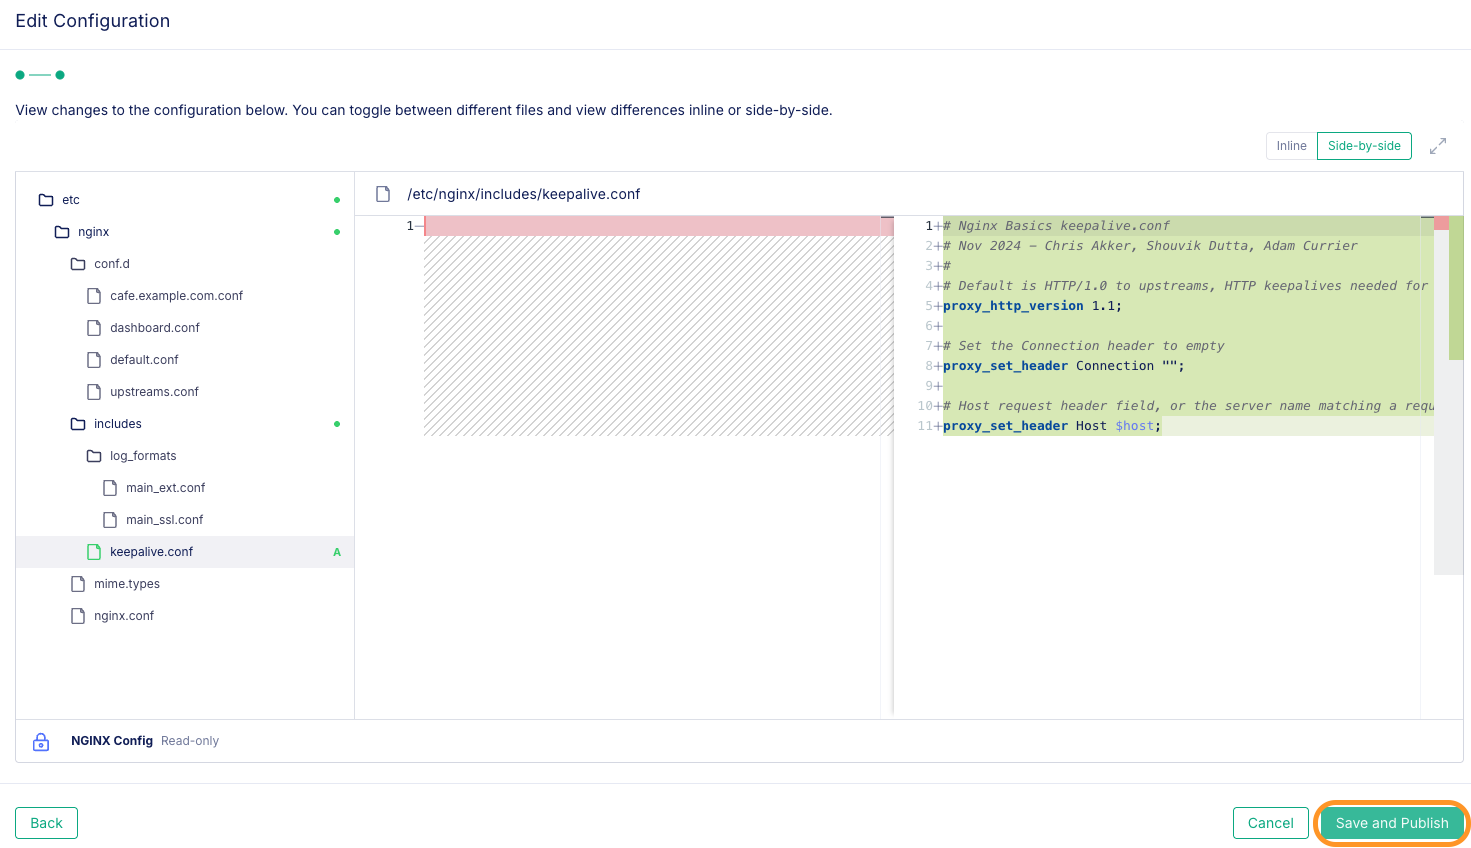 Edit Configuration
View changes to the configuration below. You can toggle between different files and view differences inline or side-by-side.
Inline
Side-by-side
etc
nginx
conf.d
cafe.example.com.conf
dashboard.conf
default.conf
upstreams.conf
includes
log_formats
main_ext.conf
main_ssl.conf
keepalive.conf A
mime.types
nginx.conf
/etc/nginx/includes/keepalive.conf
1—
1+# Nginx Basics keepalive.conf
2+# Nov 2024 – Chris Akker, Shouvik Dutta, Adam Currier
3+#
4+# Default is HTTP/1.0 to upstreams, HTTP keepalives needed for
5+proxy_http_version 1.1;
6+
7+# Set the Connection header to empty
8+proxy_set_header Connection "";
9+
10+# Host request header field, or the server name matching a requ
11+proxy_set_header Host $host;
NGINX Config Read-only
Back
Cancel
Save and Publish